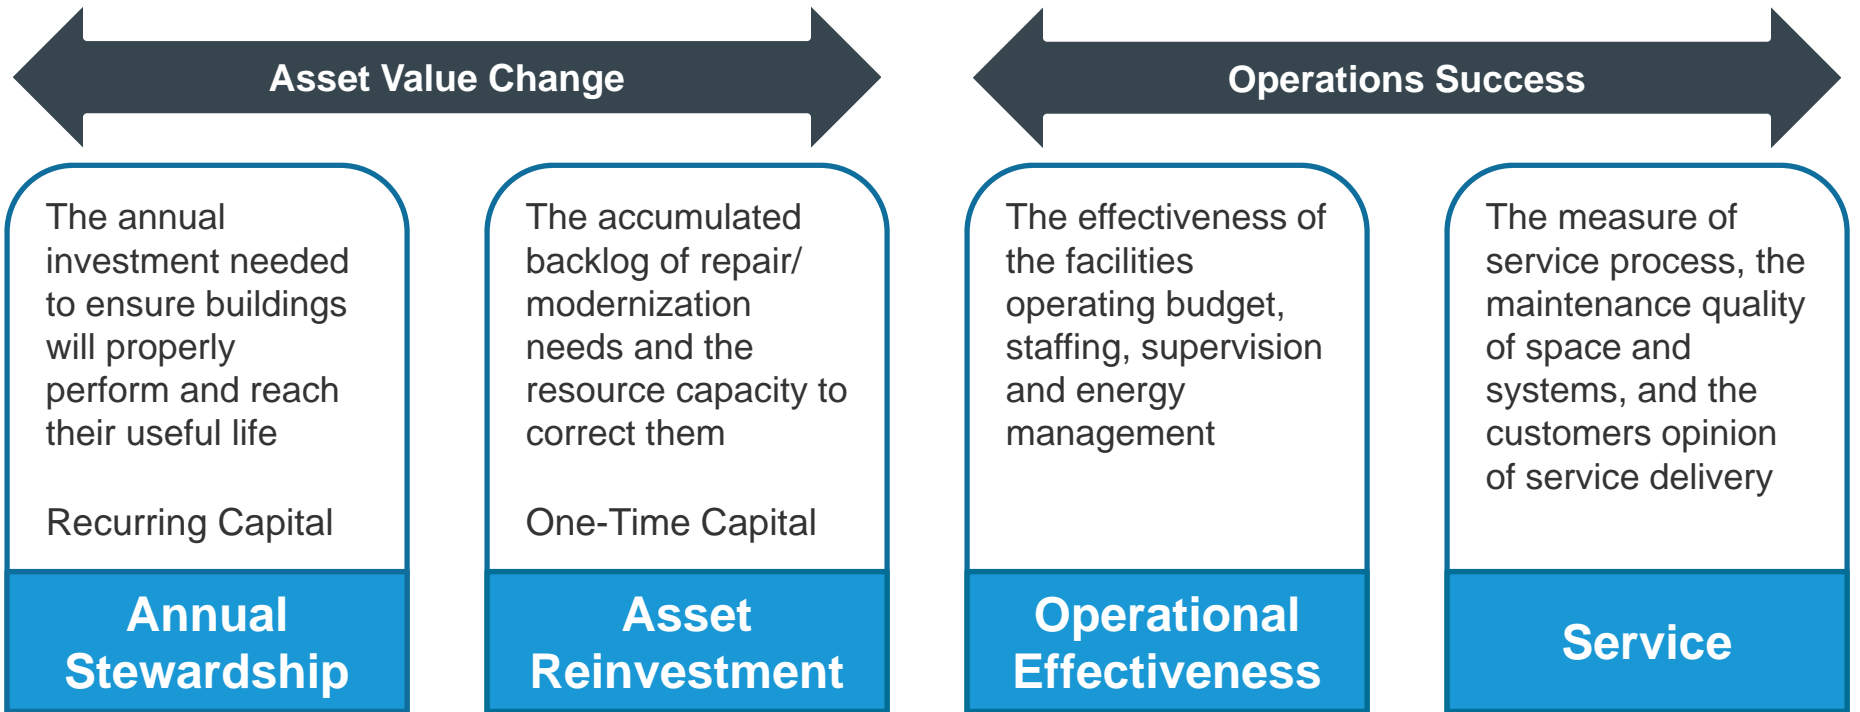 Asset Value Change
Operations Success
The annual
investment needed
to ensure buildings
will properly
perform and reach
their useful life
Recurring Capital
Annual
Stewardship
The accumulated
backlog of repair/
modernization
needs and the
resource capacity to
correct them
One-Time Capital
Asset
Reinvestment
The effectiveness of
the facilities
operating budget,
staffing, supervision
and energy
management
Operational
Effectiveness
The measure of
service process, the
maintenance quality
of space and
systems, and the
customers opinion
of service delivery
Service